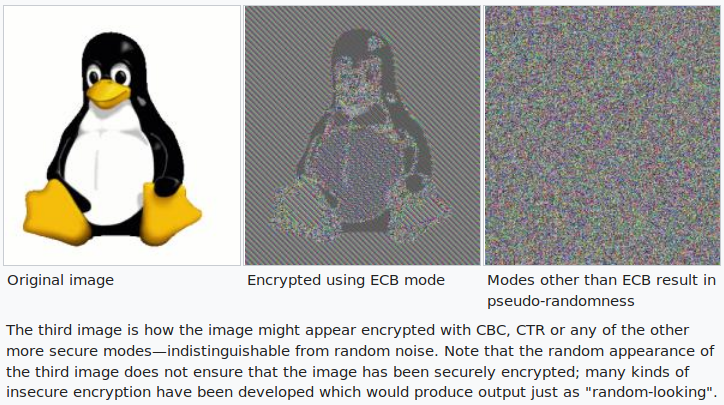 Original image
Encrypted using ECB mode
Modes other than ECB result in
pseudo-randomness
The third image is how the image might appear encrypted with CBC, CTR or any of the other
more secure modes—indistinguishable from random noise. Note that the random appearance of
the third image does not ensure that the image has been securely encrypted; many kinds of
insecure encryption have been developed which would produce output just as "random-looking".